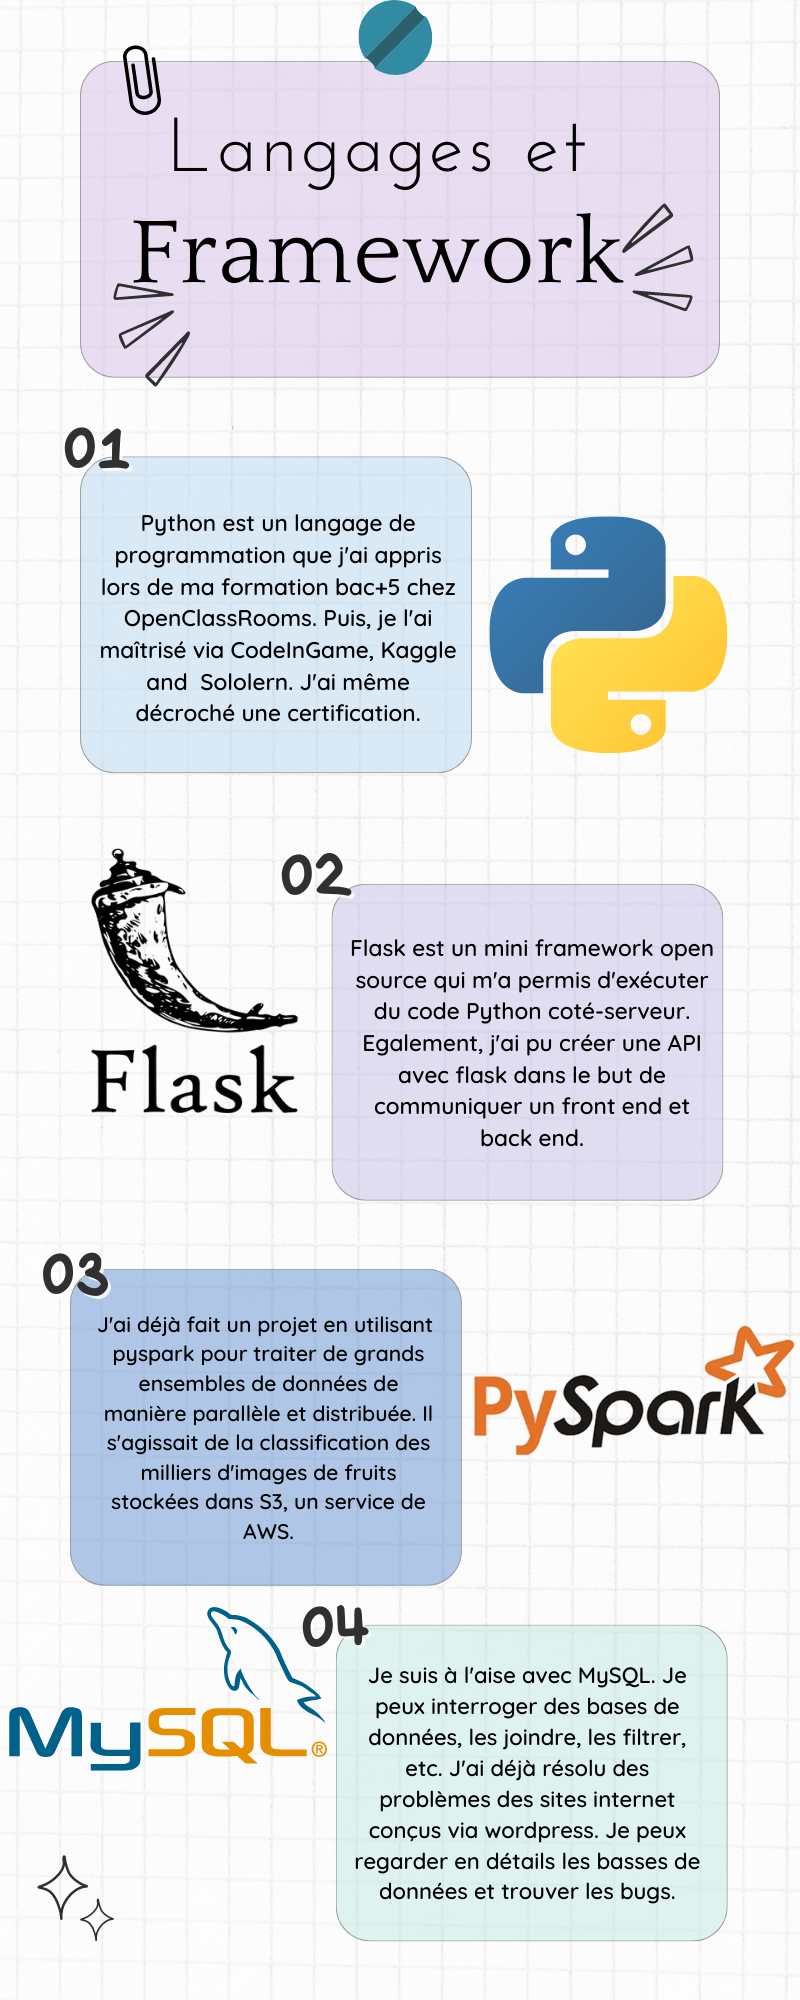 Langages et
Framework
01
Python est un langage de
programmation que j'ai appris
lors de ma formation bac+5 chez
OpenClassRooms. Puis, je l'ai
maîtrisé via CodeInGame, Kaggle
and  Sololern. J'ai même
décroché une certification.
02
Flask est un mini framework open
source qui m'a permis d'exécuter
du code Python coté-serveur.
Egalement, j'ai pu créer une API
avec flask dans le but de
communiquer un front end et
back end.
Flask
03
J'ai déjà fait un projet en utilisant
pyspark pour traiter de grands
ensembles de données de
manière parallèle et distribuée. Il
s'agissait de la classification des
milliers d'images de fruits
stockées dans S3, un service de
AWS.
PySpark
04
MySQL®
Je suis à l'aise avec MySQL. Je
peux interroger des bases de
données, les joindre, les filtrer,
etc. J'ai déjà résolu des
problèmes des sites internet
conçus via wordpress. Je peux
regarder en détails les basses de
données et trouver les bugs.